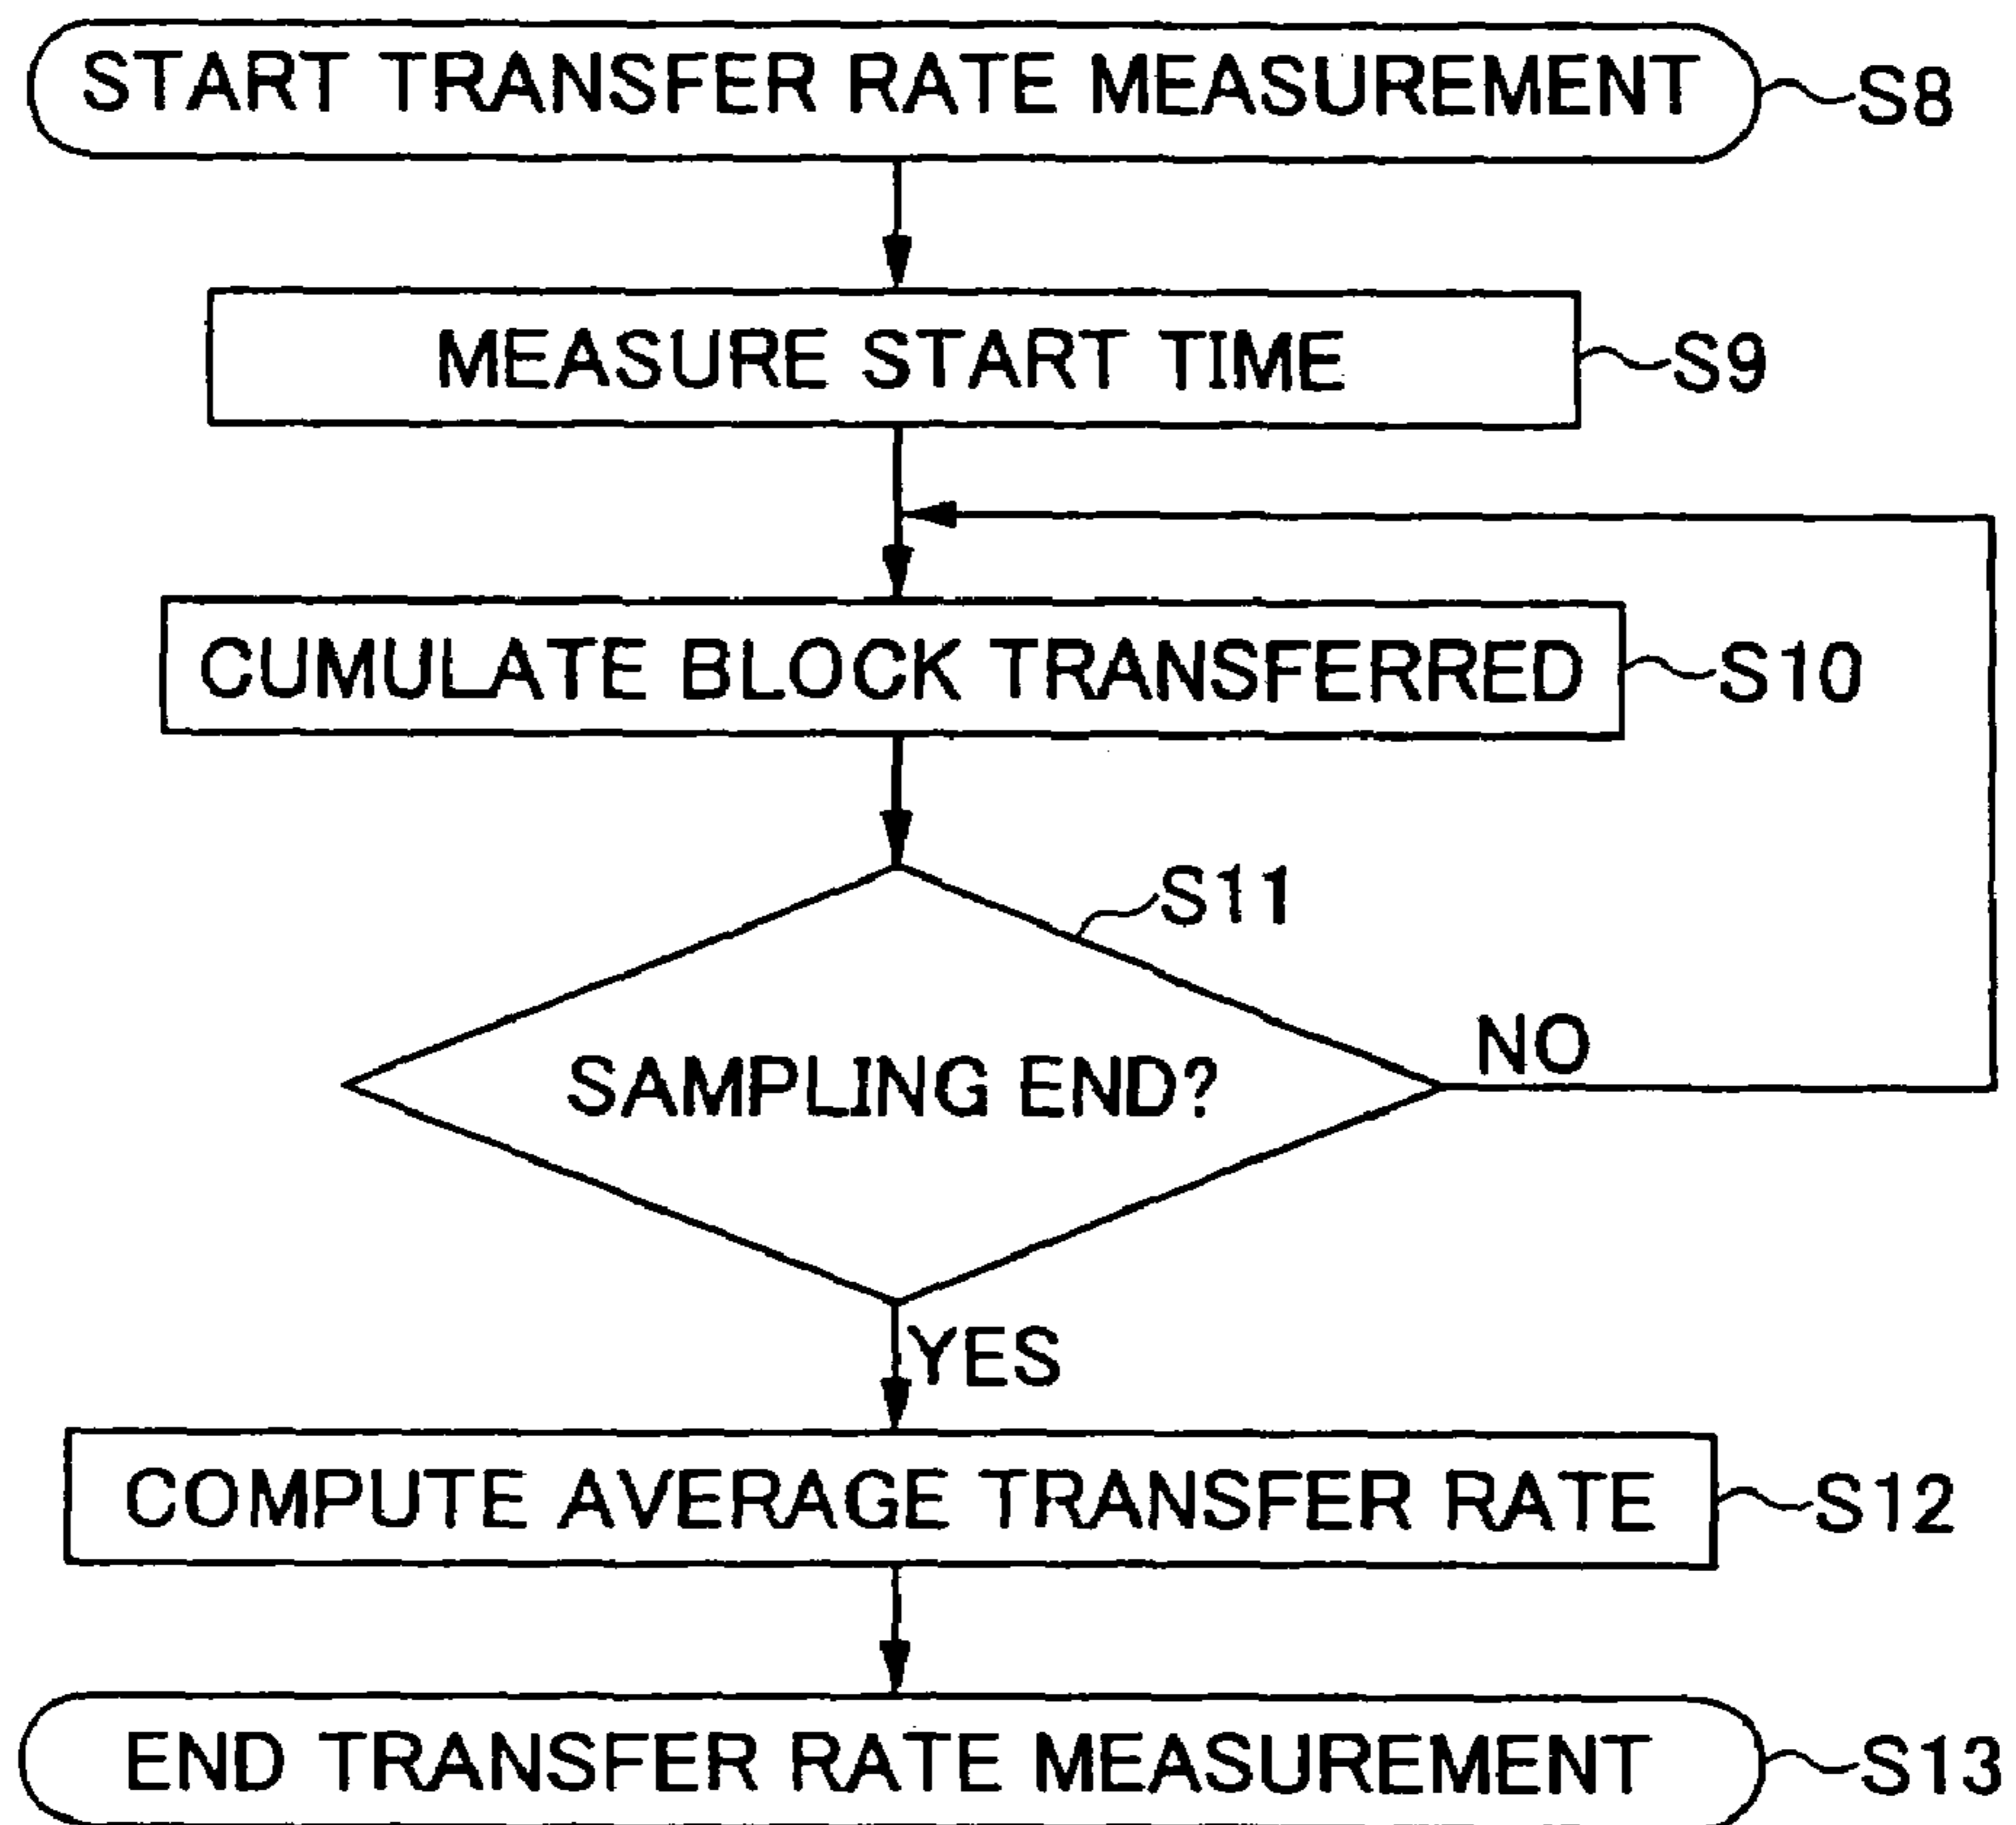 START TRANSFER RATE MEASUREMENT
S8
MEASURE START TIME
S9
CUMULATE BLOCK TRANSFERRED
S10
S11
SAMPLING END?
NO
YES
COMPUTE AVERAGE TRANSFER RATE
S12
END TRANSFER RATE MEASUREMENT
S13